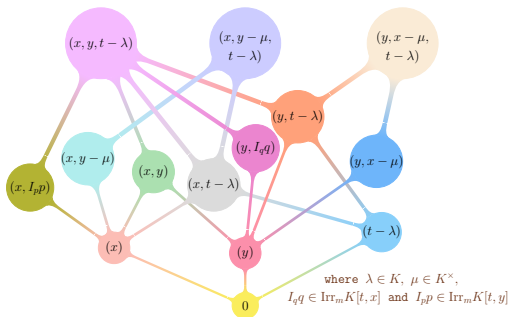 (x, y, t − λ)
(x, y − μ,
t − λ)
(y, x − μ,
t − λ)
(y, t − λ)
(x, y − μ)
(y, I_q q)
(x, I_p p)
(x, y)
(x, t − λ)
(y, x − μ)
(x)
(y)
(t − λ)
0
where λ ∈ K, μ ∈ K^×,
I_q q ∈ Irr_m K[t, x] and I_p p ∈ Irr_m K[t, y]